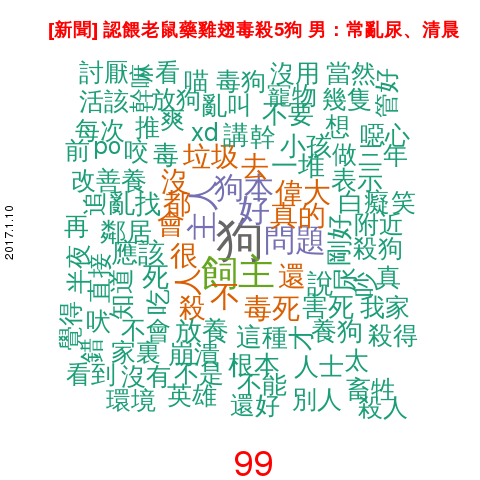 [新聞] 認餵老鼠藥雞翅毒殺5狗 男：常亂尿、清晨
討厭 嘛 看 喵 毒狗 沒用 當然
活該 幹 放狗 亂叫 寵物 不要 幾隻 管 好
每次 推 爽 xd 講 幹 想 噁心
前 po 咬 毒 垃圾 去 小孩 一堆 做 三年
改善 養 沒 人 狗 本 偉大 表示
追 亂 找 都 主 好 真的 白癡 笑
再 鄰居 會 狗 問題 剛好 附近
半夜 直接 應該 很 飼主 還 殺狗
知道 死 人 說 尿 吧 真
覺得 吠 吃 殺 不 毒死 害死 我家
錯 不會 放養 這種 才 養狗 殺得
家裏 崩潰 根本 人士 太
看到 沒有 不是 不能 畜牲
環境 英雄 還好 別人 殺人
2017.1.10
99